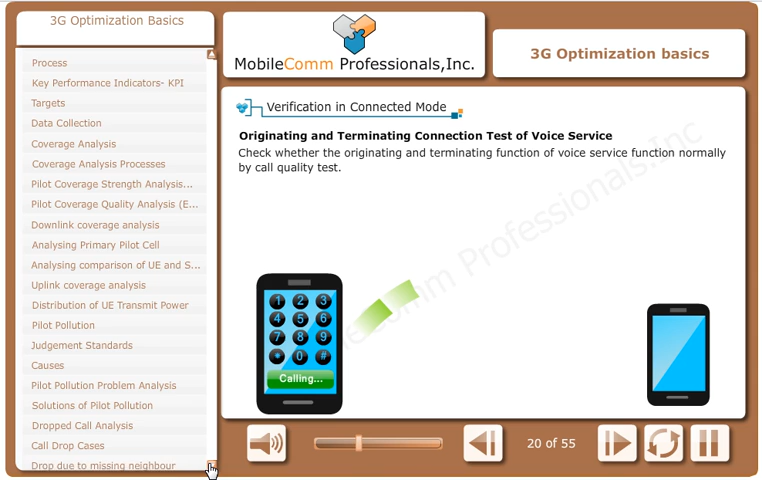 3G Optimization Basics
Process
Key Performance Indicators- KPI
Targets
Data Collection
Coverage Analysis
Coverage Analysis Processes
Pilot Coverage Strength Analysis...
Pilot Coverage Quality Analysis (E...
Downlink coverage analysis
Analysing Primary Pilot Cell
Analysing comparison of UE and S...
Uplink coverage analysis
Distribution of UE Transmit Power
Pilot Pollution
Judgement Standards
Causes
Pilot Pollution Problem Analysis
Solutions of Pilot Pollution
Dropped Call Analysis
Call Drop Cases
Drop due to missing neighbour
MobileComm Professionals,Inc.
3G Optimization basics
Verification in Connected Mode
Originating and Terminating Connection Test of Voice Service
Check whether the originating and terminating function of voice service function normally
by call quality test.
Professionals.Inc
1 2 3
4 5 6
7 8 9
* 0 #
Calling...
20 of 55